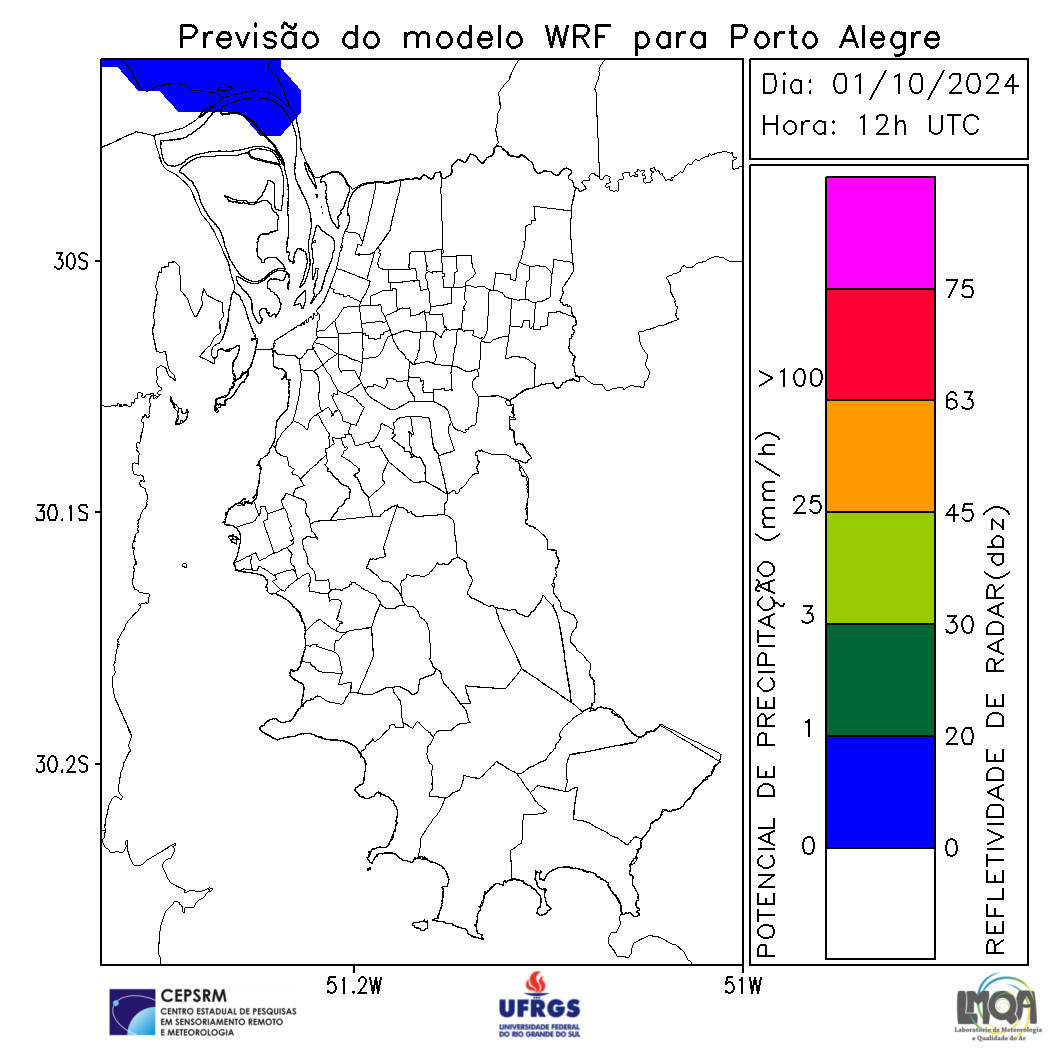 Previsão do modelo WRF para Porto Alegre
Dia: 01/10/2024
Hora: 12h UTC
30S
30.1S
30.2S
51.2W
51W
POTENCIAL DE PRECIPITAÇÃO (mm/h)
>100
25
3
1
0
75
63
45
30
20
0
REFLETIVIDADE DE RADAR(dbz)
CEPSRM
CENTRO ESTADUAL DE PESQUISAS
EM SENSORIAMENTO REMOTO
E METEOROLOGIA
UFRGS
UNIVERSIDADE FEDERAL
DO RIO GRANDE DO SUL
LMQA
Laboratório de Meteorologia
e Qualidade do Ar